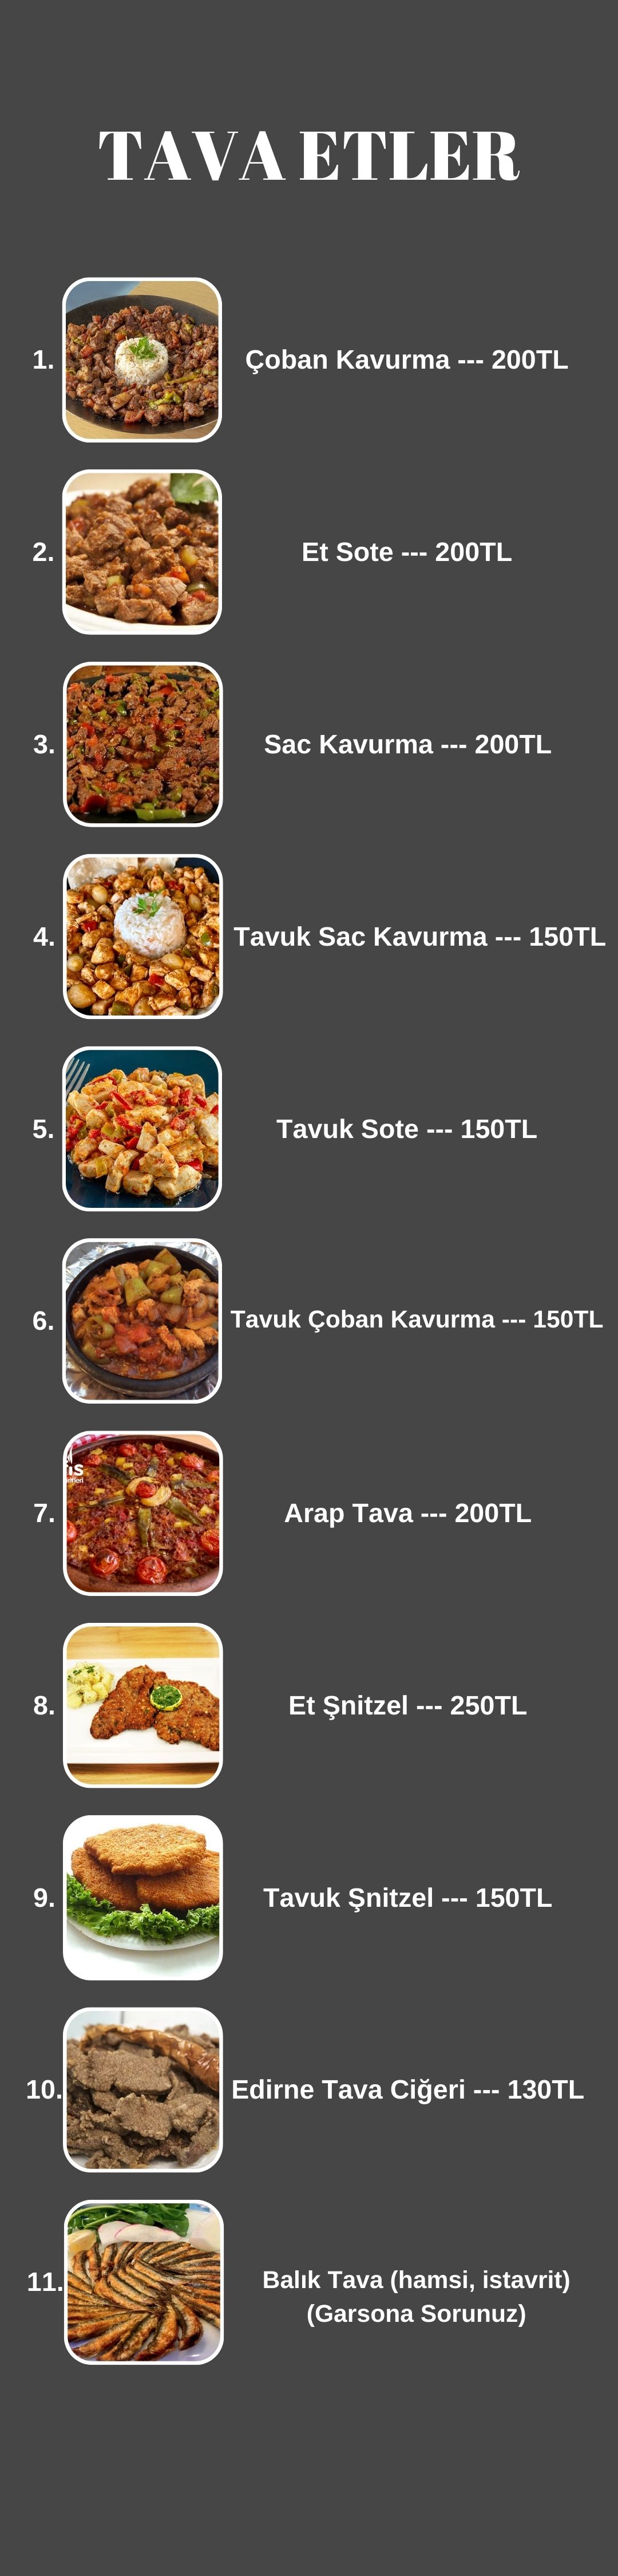 TAVA ETLER
1. Çoban Kavurma --- 200TL
2. Et Sote --- 200TL
3. Sac Kavurma --- 200TL
4. Tavuk Sac Kavurma --- 150TL
5. Tavuk Sote --- 150TL
6. Tavuk Çoban Kavurma --- 150TL
7. Arap Tava --- 200TL
8. Et Şnitzel --- 250TL
9. Tavuk Şnitzel --- 150TL
10. Edirne Tava Ciğeri --- 130TL
11. Balık Tava (hamsi, istavrit)
(Garsona Sorunuz)